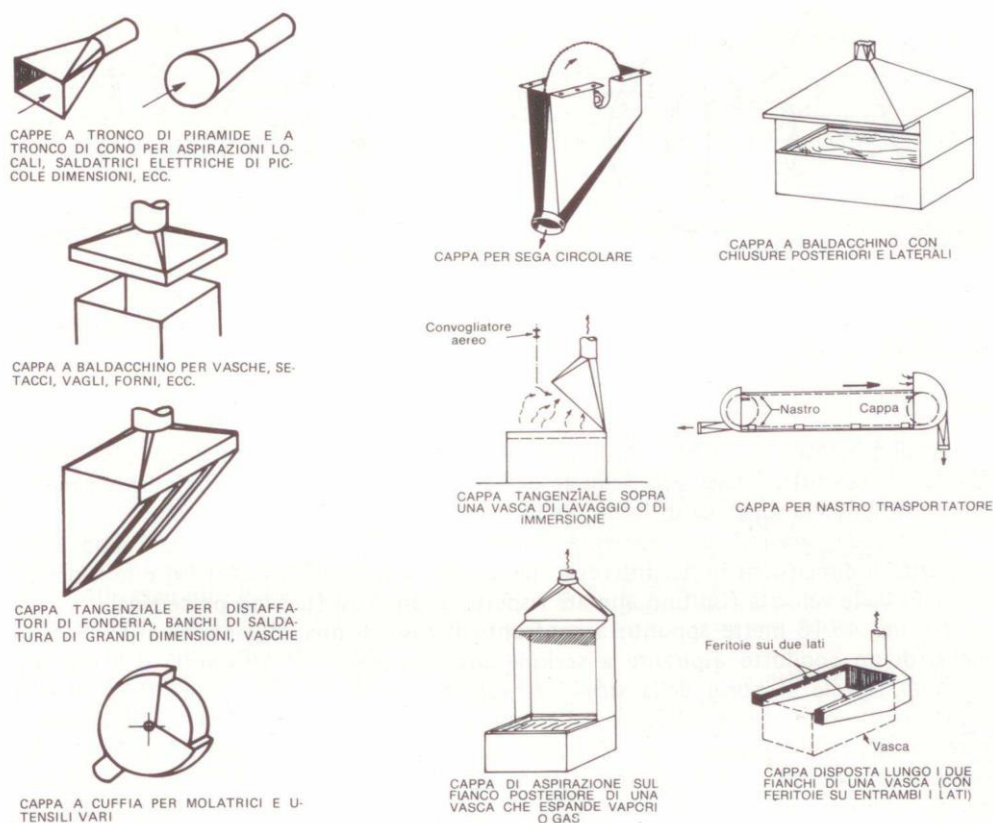 CAPPE A TRONCO DI PIRAMIDE E A
TRONCO DI CONO PER ASPIRAZIONI LO-
CALI, SALDATRICI ELETTRICHE DI PIC-
COLE DIMENSIONI, ECC.
CAPPA A BALDACCHINO PER VASCHE, SE-
TACCI, VAGLI, FORNI, ECC.
CAPPA TANGENZIALE PER DISTAFFA-
TORI DI FONDERIA, BANCHI DI SALDA-
TURA DI GRANDI DIMENSIONI, VASCHE
CAPPA A CUFFIA PER MOLATRICI E U-
TENSILI VARI
CAPPA PER SEGA CIRCOLARE
CAPPA A BALDACCHINO CON
CHIUSURE POSTERIORI E LATERALI
Convogliatore
aereo
CAPPA TANGENZIALE SOPRA
UNA VASCA DI LAVAGGIO O DI
IMMERSIONE
Nastro
Cappa
CAPPA PER NASTRO TRASPORTATORE
CAPPA DI ASPIRAZIONE SUL
FIANCO POSTERIORE DI UNA
VASCA CHE ESPANDE VAPORI
O GAS
Feritoie sui due lati
Vasca
CAPPA DISPOSTA LUNGO I DUE
FIANCHI DI UNA VASCA (CON
FERITOIE SU ENTRAMBI I LATI)